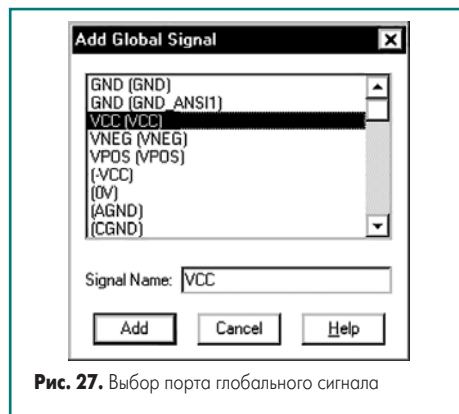 Add Global Signal
GND (GND)
GND (GND_ANSI1)
VCC (VCC)
VNEG (VNEG)
VPOS (VPOS)
(-VCC)
(0V)
(AGND)
(CGND)
Signal Name: VCC
Add Cancel Help
Рис. 27. Выбор порта глобального сигнала